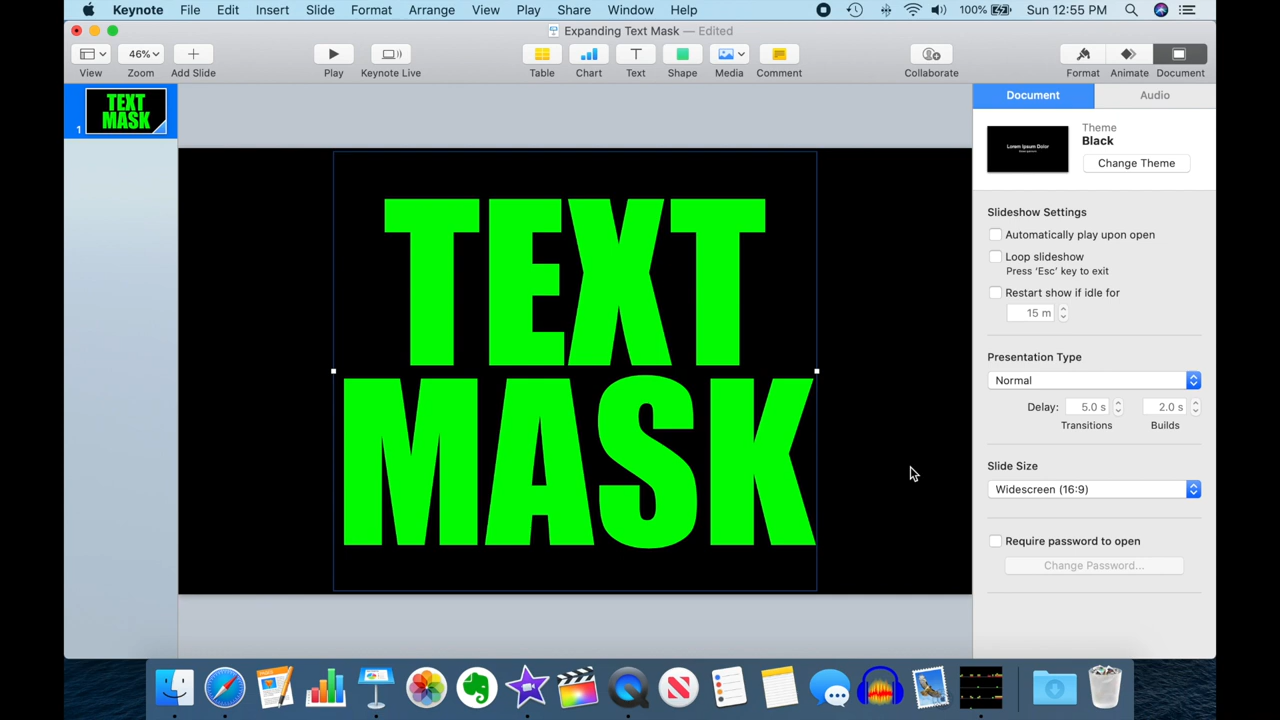 Keynote File Edit Insert Slide Format Arrange View Play Share Window Help 100% Sun 12:55 PM
Expanding Text Mask — Edited
46%
View Zoom Add Slide Play Keynote Live Table Chart Text Shape Media Comment Collaborate Format Animate Document
1
TEXT
MASK
TEXT
MASK
Document Audio
Lorem Ipsum Dolor
Theme
Black
Change Theme
Slideshow Settings
Automatically play upon open
Loop slideshow
Press ‘Esc’ key to exit
Restart show if idle for
15 m
Presentation Type
Normal
Delay: 5.0 s 2.0 s
Transitions Builds
Slide Size
Widescreen (16:9)
Require password to open
Change Password...